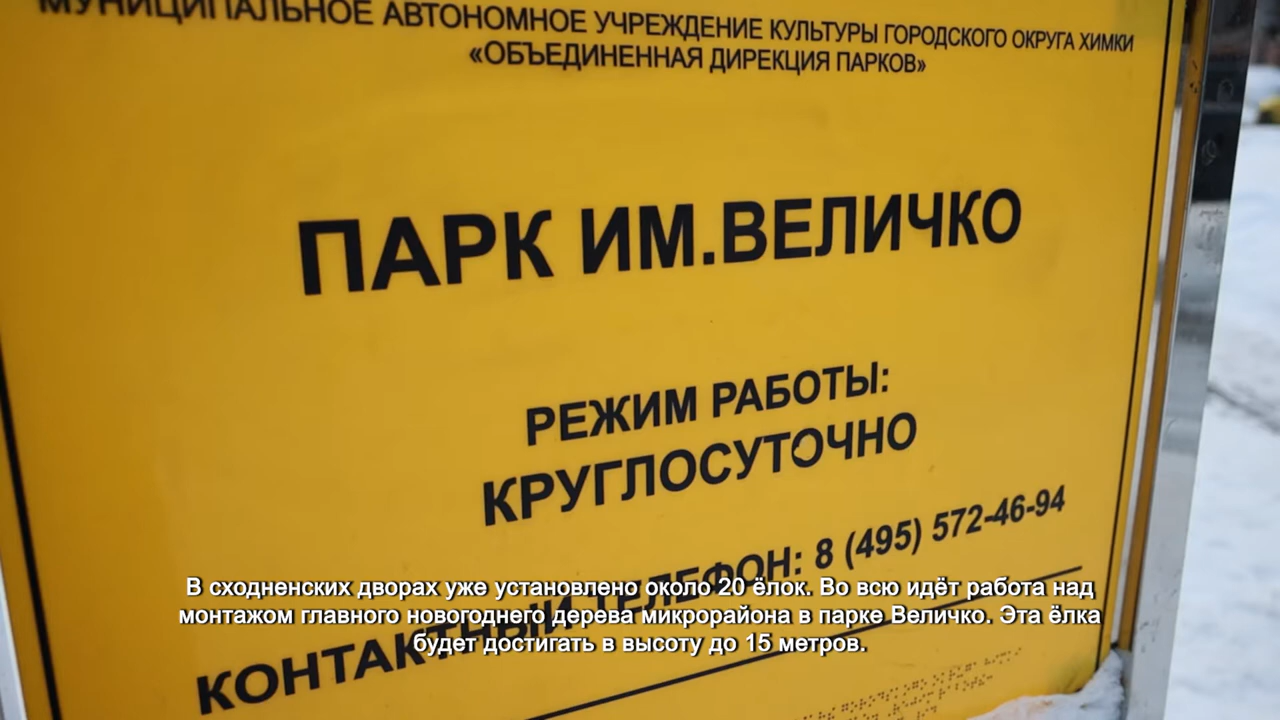 МУНИЦИПАЛЬНОЕ АВТОНОМНОЕ УЧРЕЖДЕНИЕ КУЛЬТУРЫ ГОРОДСКОГО ОКРУГА ХИМКИ
«ОБЪЕДИНЕННАЯ ДИРЕКЦИЯ ПАРКОВ»
ПАРК ИМ.ВЕЛИЧКО
РЕЖИМ РАБОТЫ:
КРУГЛОСУТОЧНО
КОНТАКТНЫЙ ТЕЛЕФОН: 8 (495) 572-46-94
В сходненских дворах уже установлено около 20 ёлок. Во всю идёт работа над
монтажом главного новогоднего дерева микрорайона в парке Величко. Эта ёлка
будет достигать в высоту до 15 метров.